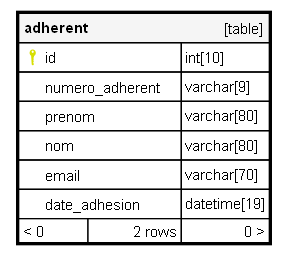 adherent [table]
id int[10]
numero_adherent varchar[9]
prenom varchar[80]
nom varchar[80]
email varchar[70]
date_adhesion datetime[19]
< 0 2 rows 0 >